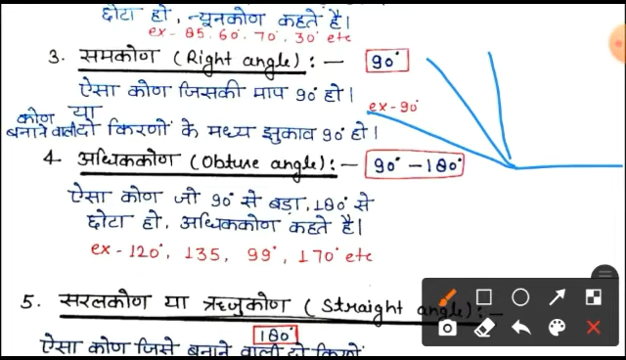 छोटा हो, न्यूनकोण कहते है।
ex- 85, 60°, 70°, 30° etc
3. समकोण (Right angle) :— 90°
ऐसा कोण जिसकी माप 90° हो।
ex-90°
कोण या
बनाने वाली दो किरणों के मध्य झुकाव 90° हो।
4 अधिककोण (Obture angle) :— 90° - 180°
ऐसा कोण जो 90° से बड़ा, 180° से
छोटा हो, अधिककोण कहते है।
ex-120°, 135, 99°, 170° etc
5. सरलकोण या ऋजुकोण (Straight angle) :—
180°
ऐसा कोण जिसे बनाने वाली दो किरणों